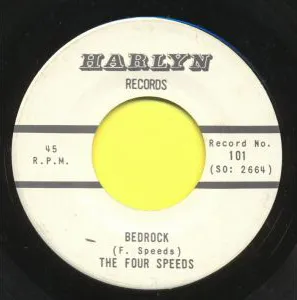 HARLYN
RECORDS
45
R.P.M.
Record No.
101
(SO: 2664)
BEDROCK
(F. Speeds)
THE FOUR SPEEDS